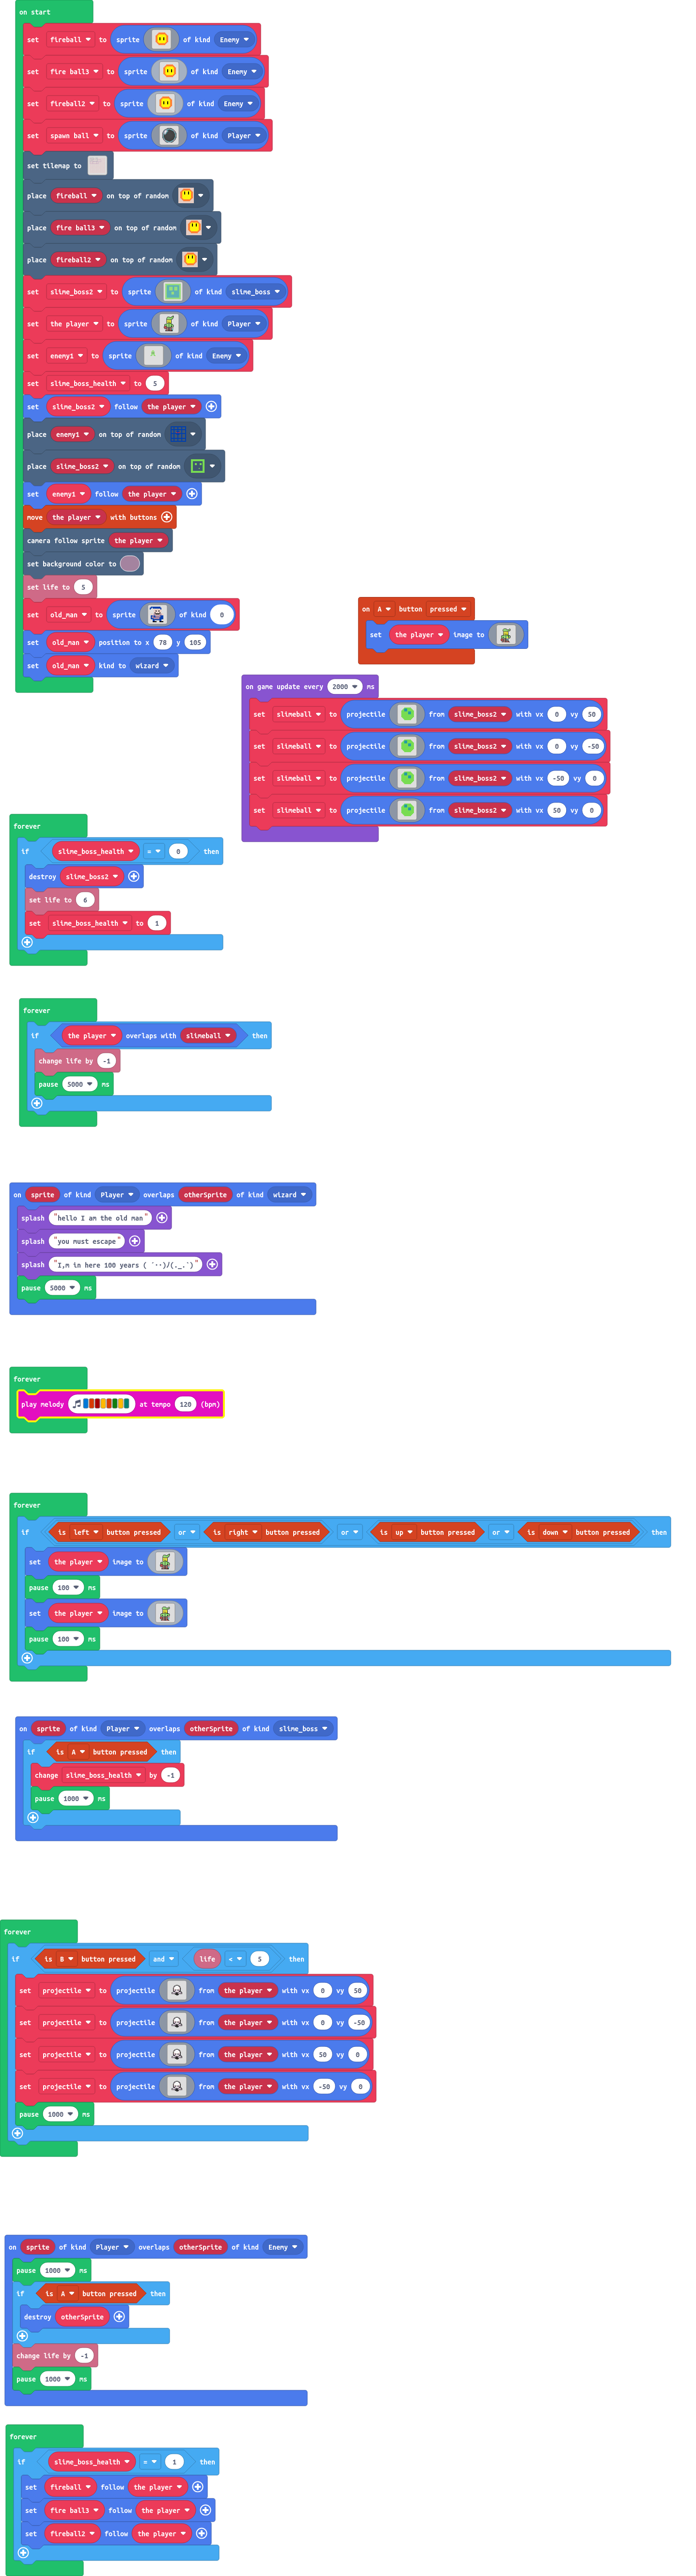 on start
set fireball to sprite of kind Enemy
set fire ball3 to sprite of kind Enemy
set fireball2 to sprite of kind Enemy
set spawn ball to sprite of kind Player
set tilemap to
place fireball on top of random
place fire ball3 on top of random
place fireball2 on top of random
set slime_boss2 to sprite of kind slime_boss
set the player to sprite of kind Player
set enemy1 to sprite of kind Enemy
set slime_boss_health to 5
set slime_boss2 follow the player
place enemy1 on top of random
place slime_boss2 on top of random
set enemy1 follow the player
move the player with buttons
camera follow sprite the player
set background color to
set life to 5
set old_man to sprite of kind 0
set old_man position to x 78 y 105
set old_man kind to wizard
on A button pressed
set the player image to
on game update every 2000 ms
set slimeball to projectile from slime_boss2 with vx 0 vy 50
set slimeball to projectile from slime_boss2 with vx 0 vy -50
set slimeball to projectile from slime_boss2 with vx -50 vy 0
set slimeball to projectile from slime_boss2 with vx 50 vy 0
forever
if slime_boss_health = 0 then
destroy slime_boss2
set life to 6
set slime_boss_health to 1
forever
if the player overlaps with slimeball then
change life by -1
pause 5000 ms
on sprite of kind Player overlaps otherSprite of kind wizard
splash "hello I am the old man"
splash "you must escape"
splash "I,m in here 100 years ( ˙··)/(._.˙)"
pause 5000 ms
forever
play melody at tempo 120 (bpm)
forever
if is left button pressed or is right button pressed or is up button pressed or is down button pressed then
set the player image to
pause 100 ms
set the player image to
pause 100 ms
on sprite of kind Player overlaps otherSprite of kind slime_boss
if is A button pressed then
change slime_boss_health by -1
pause 1000 ms
forever
if is B button pressed and life < 5 then
set projectile to projectile from the player with vx 0 vy 50
set projectile to projectile from the player with vx 0 vy -50
set projectile to projectile from the player with vx 50 vy 0
set projectile to projectile from the player with vx -50 vy 0
pause 1000 ms
on sprite of kind Player overlaps otherSprite of kind Enemy
pause 1000 ms
if is A button pressed then
destroy otherSprite
change life by -1
pause 1000 ms
forever
if slime_boss_health = 1 then
set fireball follow the player
set fire ball3 follow the player
set fireball2 follow the player